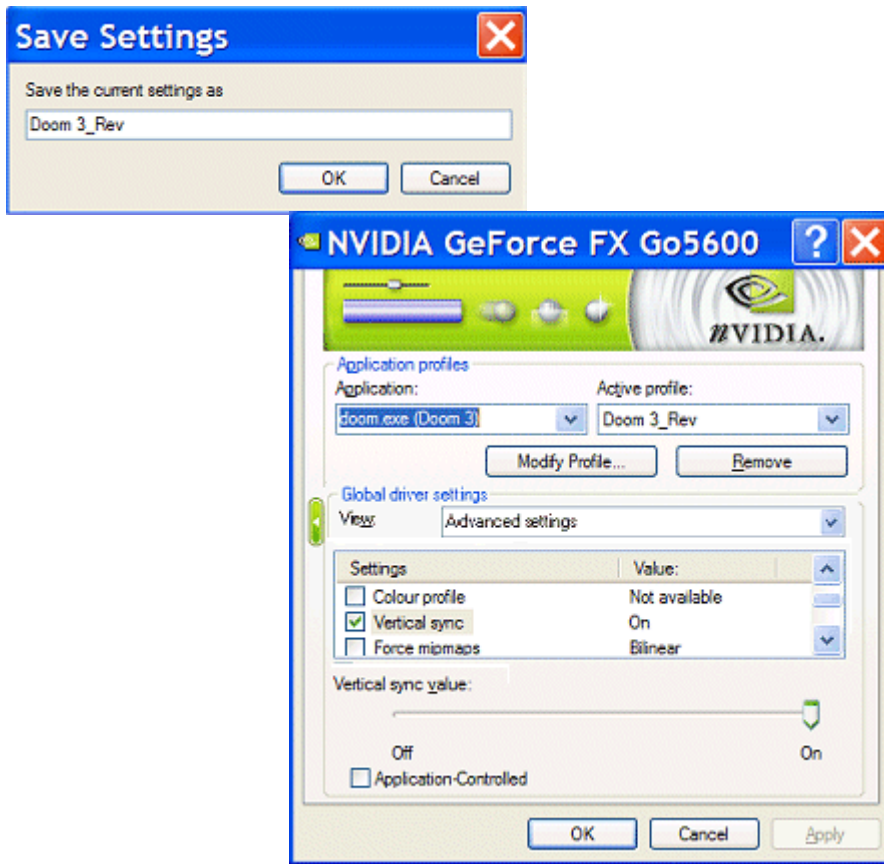 Save Settings
Save the current settings as
Doom 3_Rev
OK Cancel
NVIDIA GeForce FX Go5600
nVIDIA.
Application profiles
Application: Active profile:
doom.exe (Doom 3) Doom 3_Rev
Modify Profile... Remove
Global driver settings
View: Advanced settings
Settings Value:
Colour profile Not available
Vertical sync On
Force mipmaps Bilinear
Vertical sync value:
Off On
Application-Controlled
OK Cancel Apply